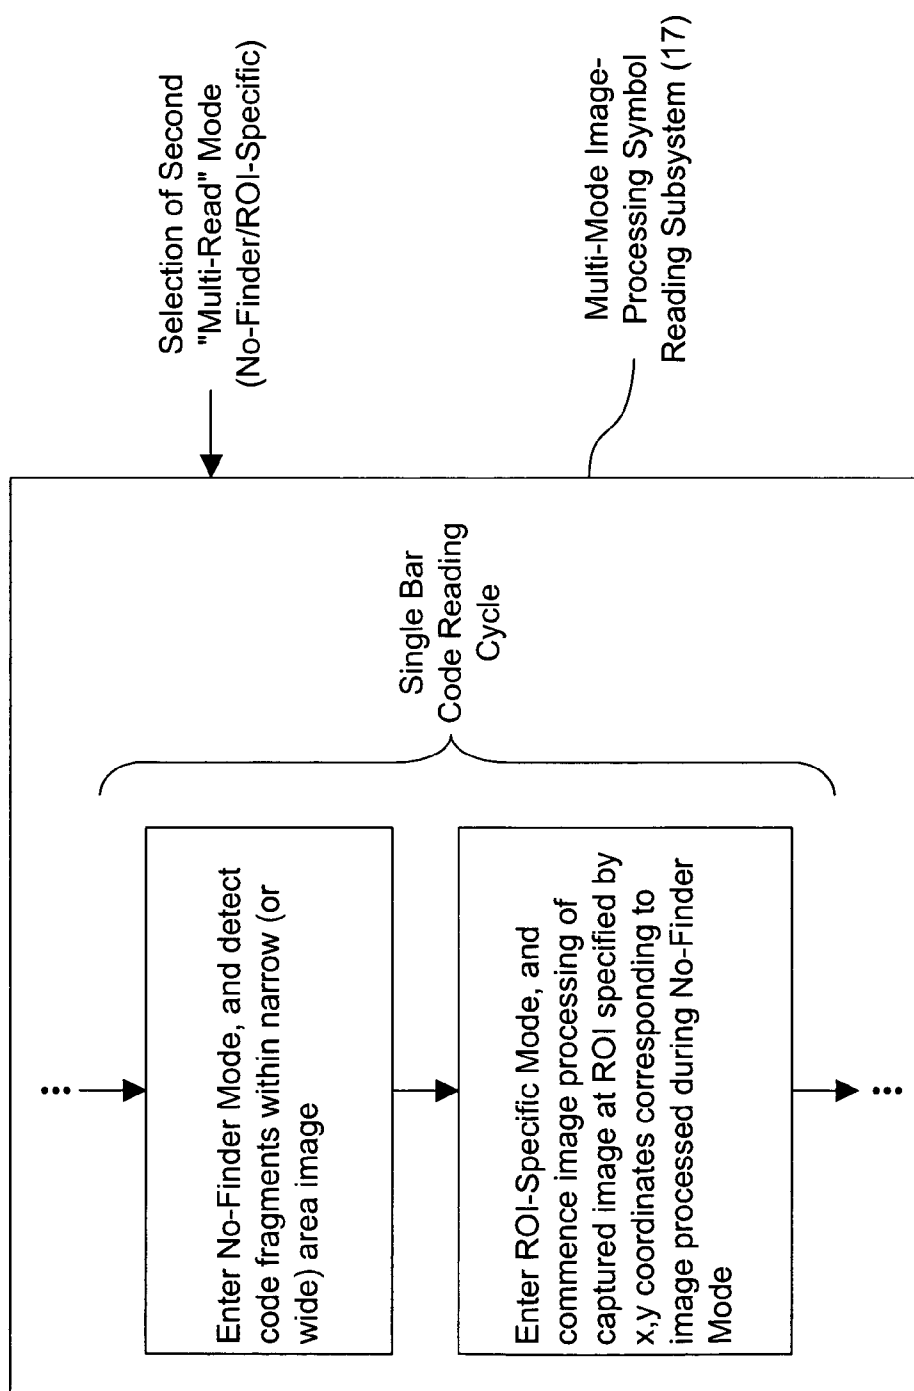 Selection of Second
"Multi-Read" Mode
(No-Finder/ROI-Specific)
Multi-Mode Image-
Processing Symbol
Reading Subsystem (17)
Single Bar
Code Reading
Cycle
...
Enter No-Finder Mode, and detect
code fragments within narrow (or
wide) area image
Enter ROI-Specific Mode, and
commence image processing of
captured image at ROI specified by
x,y coordinates corresponding to
image processed during No-Finder
Mode
...